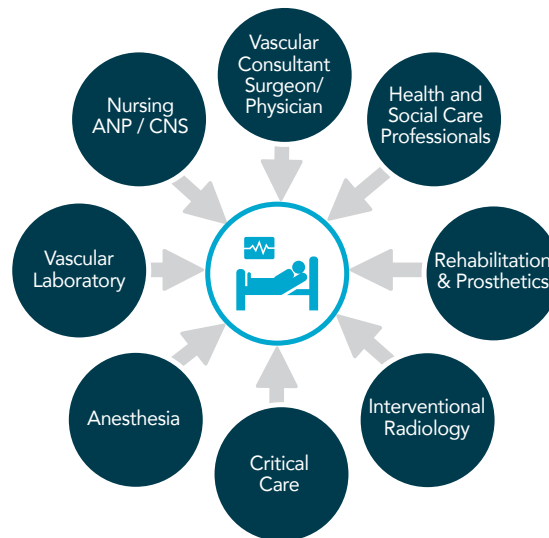 Vascular
Consultant
Surgeon/
Physician
Health and
Social Care
Professionals
Rehabilitation
& Prosthetics
Interventional
Radiology
Critical
Care
Anesthesia
Vascular
Laboratory
Nursing
ANP / CNS